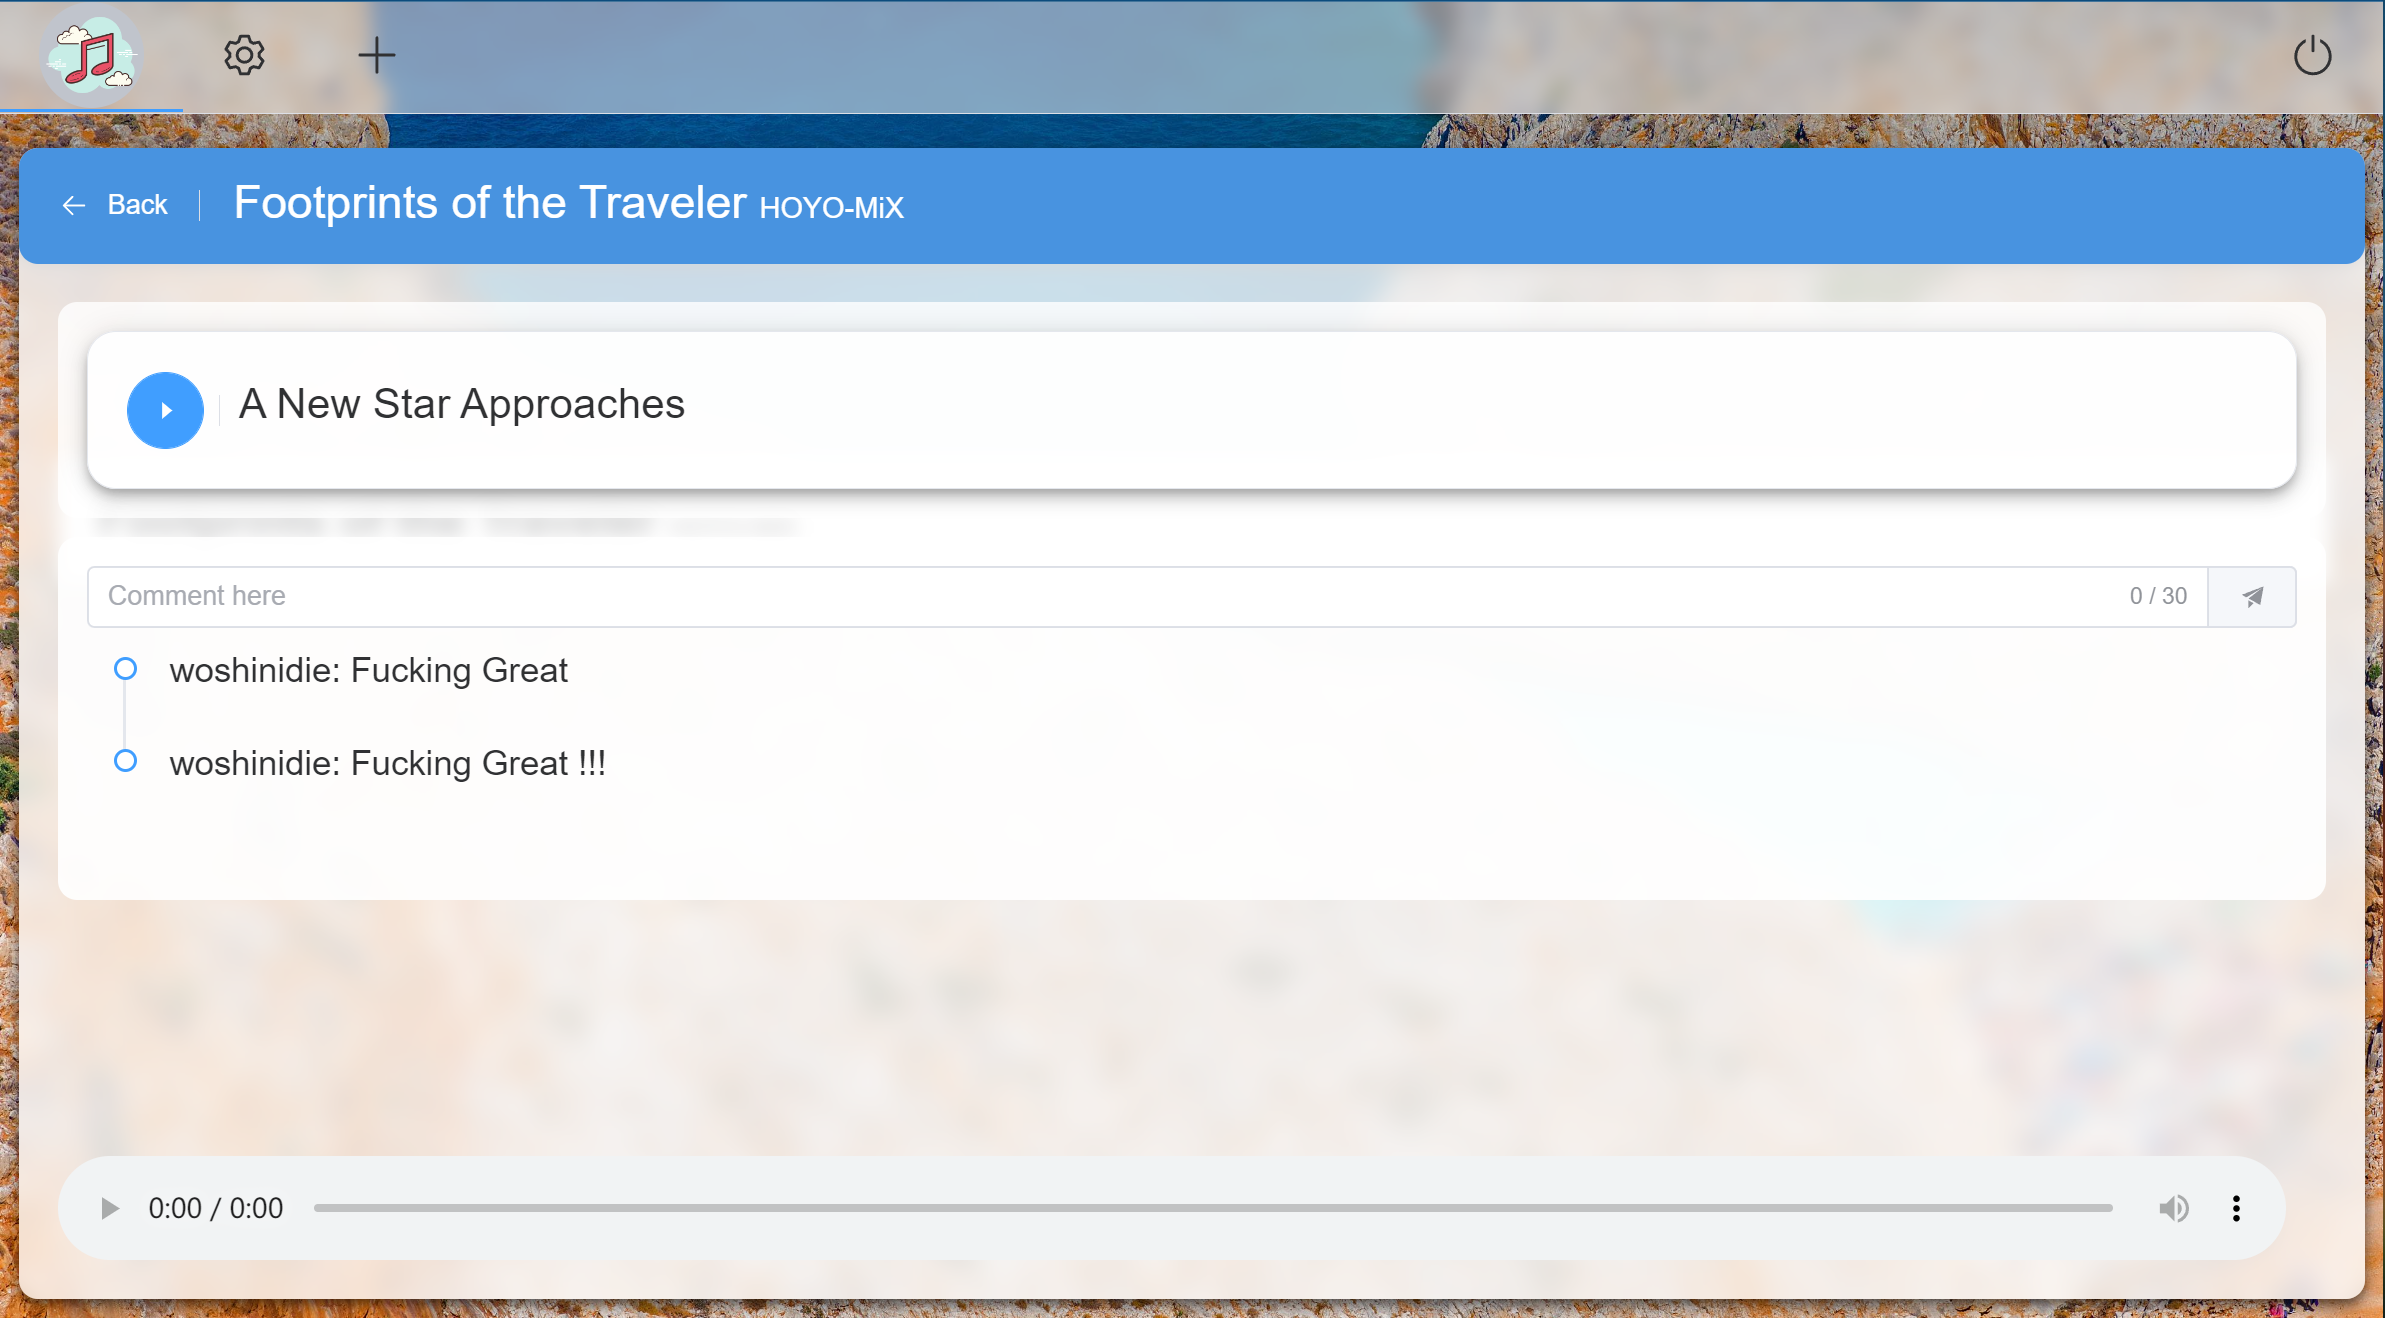 Back
Footprints of the Traveler HOYO-MiX
A New Star Approaches
Comment here
0 / 30
woshinidie: Fucking Great
woshinidie: Fucking Great !!!
0:00 / 0:00